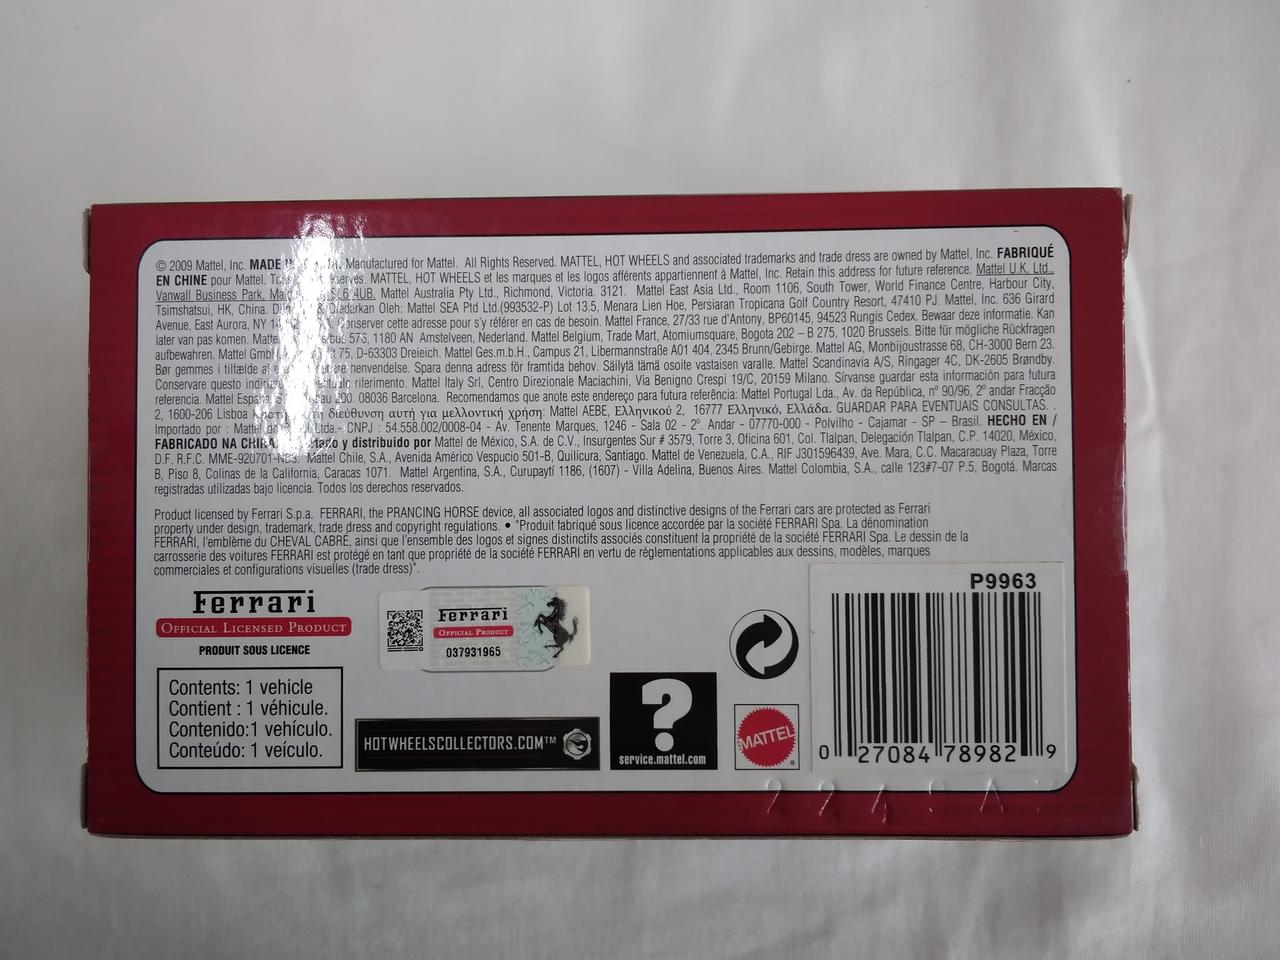 © 2009 Mattel, Inc. MADE Manufactured for Mattel. All Rights Reserved. MATTEL, HOT WHEELS and associated trademarks and trade dress are owned by Mattel, Inc. FABRIQUÉ
EN CHINE pour Mattel. MATTEL, HOT WHEELS et les marques et les logos afférents appartiennent à Mattel, Inc. Retain this address for future reference. Mattel U.K. Ltd.,
Vanwall Business Park, 4UB. Mattel Australia Pty Ltd., Richmond, Victoria. 3121. Mattel East Asia Ltd., Room 1106, South Tower, World Finance Centre, Harbour City,
Tsimshatsui, HK, China. Diedarkan Oleh: Mattel SEA Ptd Ltd.(993532-P) Lot 13.5, Menara Lien Hoe, Persiaran Tropicana Golf Country Resort, 47410 PJ. Mattel, Inc. 636 Girard
Avenue, East Aurora, NY Conserver cette adresse pour s'y référer en cas de besoin. Mattel France, 27/33 rue d'Antony, BP60145, 94523 Rungis Cedex. Bewaar deze informatie. Kan
later van pas komen. 1180 AN Amstelveen, Nederland. Mattel Belgium, Trade Mart, Atomiumsquare, Bogota 202 – B 275, 1020 Brussels. Bitte für mögliche Rückfragen
aufbewahren. Mattel 75, D-63303 Dreieich. Mattel Ges.m.b.H., Campus 21, Libermannstraße A01 404, 2345 Brunn/Gebirge. Mattel AG, Monbijoustrasse 68, CH-3000 Bern 23.
Bør gemmes i tilfælde af henvendelse. Spara denna adress för framtida behov. Säilytä tämä osoite vastaisen varalle. Mattel Scandinavia A/S, Ringager 4C, DK-2605 Brøndby.
Conservare questo riferimento. Mattel Italy Srl, Centro Direzionale Maciachini, Via Benigno Crespi 19/C, 20159 Milano. Sírvanse guardar esta información para futura
referencia. Mattel 200. 08036 Barcelona. Recomendamos que anote este endereço para futura referência: Mattel Portugal Lda., Av. da República, nº 90/96, 2º andar Fracção
2, 1600-206 Lisboa διεύθυνση αυτή για μελλοντική χρήση: Mattel AEBE, Ελληνικού 2, 16777 Ελληνικό, Ελλάδα. GUARDAR PARA EVENTUAIS CONSULTAS. .
Importado por : Mattel Ltda.- CNPJ : 54.558.002/0008-04 - Av. Tenente Marques, 1246 - Sala 02 - 2º. Andar - 07770-000 - Polvilho - Cajamar - SP – Brasil. HECHO EN /
FABRICADO NA CHINA. y distribuido por Mattel de México, S.A. de C.V., Insurgentes Sur # 3579, Torre 3, Oficina 601, Col. Tlalpan, Delegación Tlalpan, C.P. 14020, México,
D.F. R.F.C. Mattel Chile, S.A., Avenida Américo Vespucio 501-B, Quilicura, Santiago. Mattel de Venezuela, C.A., RIF J301596439, Ave. Mara, C.C. Macaracuay Plaza, Torre
B, Piso 8, Colinas de la California, Caracas 1071. Mattel Argentina, S.A., Curupaytí 1186, (1607) - Villa Adelina, Buenos Aires. Mattel Colombia, S.A., calle 123#7-07 P.5, Bogotá. Marcas
registradas utilizadas bajo licencia. Todos los derechos reservados.
Product licensed by Ferrari S.p.a. FERRARI, the PRANCING HORSE device, all associated logos and distinctive designs of the Ferrari cars are protected as Ferrari
property under design, trademark, trade dress and copyright regulations. • "Produit fabriqué sous licence accordée par la société FERRARI Spa. La dénomination
FERRARI, l'emblème du CHEVAL CABRÉ, ainsi que l'ensemble des logos et signes distinctifs associés constituent la propriété de la société FERRARI Spa. Le dessin de la
carrosserie des voitures FERRARI est protégé en tant que propriété de la société FERRARI en vertu de réglementations applicables aux dessins, modèles, marques
commerciales et configurations visuelles (trade dress)".
Ferrari
OFFICIAL LICENSED PRODUCT
PRODUIT SOUS LICENCE
Ferrari
OFFICIAL PRODUCT
037931965
Contents: 1 vehicle
Contient : 1 véhicule.
Contenido:1 vehículo.
Conteúdo: 1 veículo.
HOTWHEELSCOLLECTORS.COM™
?
service.mattel.com
MATTEL
P9963
0 27084 78982 9